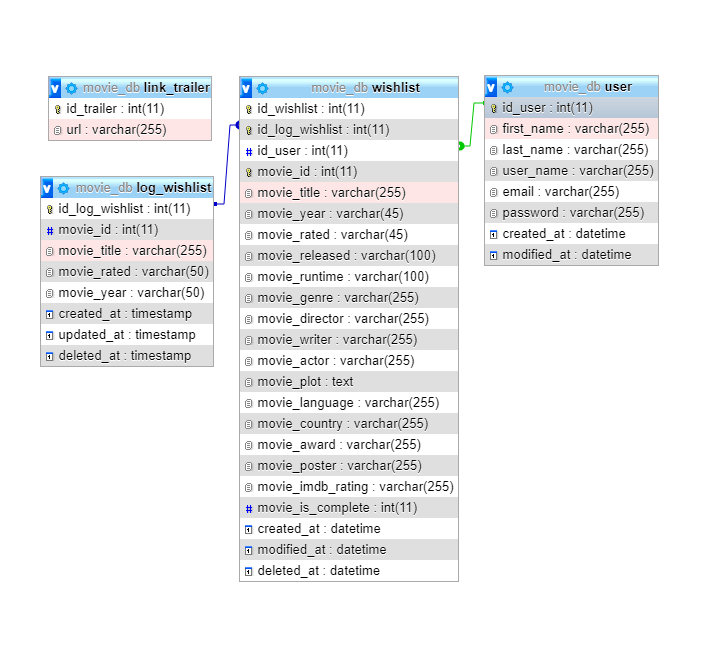 v movie_db link_trailer
id_trailer : int(11)
url : varchar(255)
v movie_db log_wishlist
id_log_wishlist : int(11)
# movie_id : int(11)
movie_title : varchar(255)
movie_rated : varchar(50)
movie_year : varchar(50)
created_at : timestamp
updated_at : timestamp
deleted_at : timestamp
v movie_db wishlist
id_wishlist : int(11)
id_log_wishlist : int(11)
# id_user : int(11)
movie_id : int(11)
movie_title : varchar(255)
movie_year : varchar(45)
movie_rated : varchar(45)
movie_released : varchar(100)
movie_runtime : varchar(100)
movie_genre : varchar(255)
movie_director : varchar(255)
movie_writer : varchar(255)
movie_actor : varchar(255)
movie_plot : text
movie_language : varchar(255)
movie_country : varchar(255)
movie_award : varchar(255)
movie_poster : varchar(255)
movie_imdb_rating : varchar(255)
# movie_is_complete : int(11)
created_at : datetime
modified_at : datetime
deleted_at : datetime
v movie_db user
id_user : int(11)
first_name : varchar(255)
last_name : varchar(255)
user_name : varchar(255)
email : varchar(255)
password : varchar(255)
created_at : datetime
modified_at : datetime